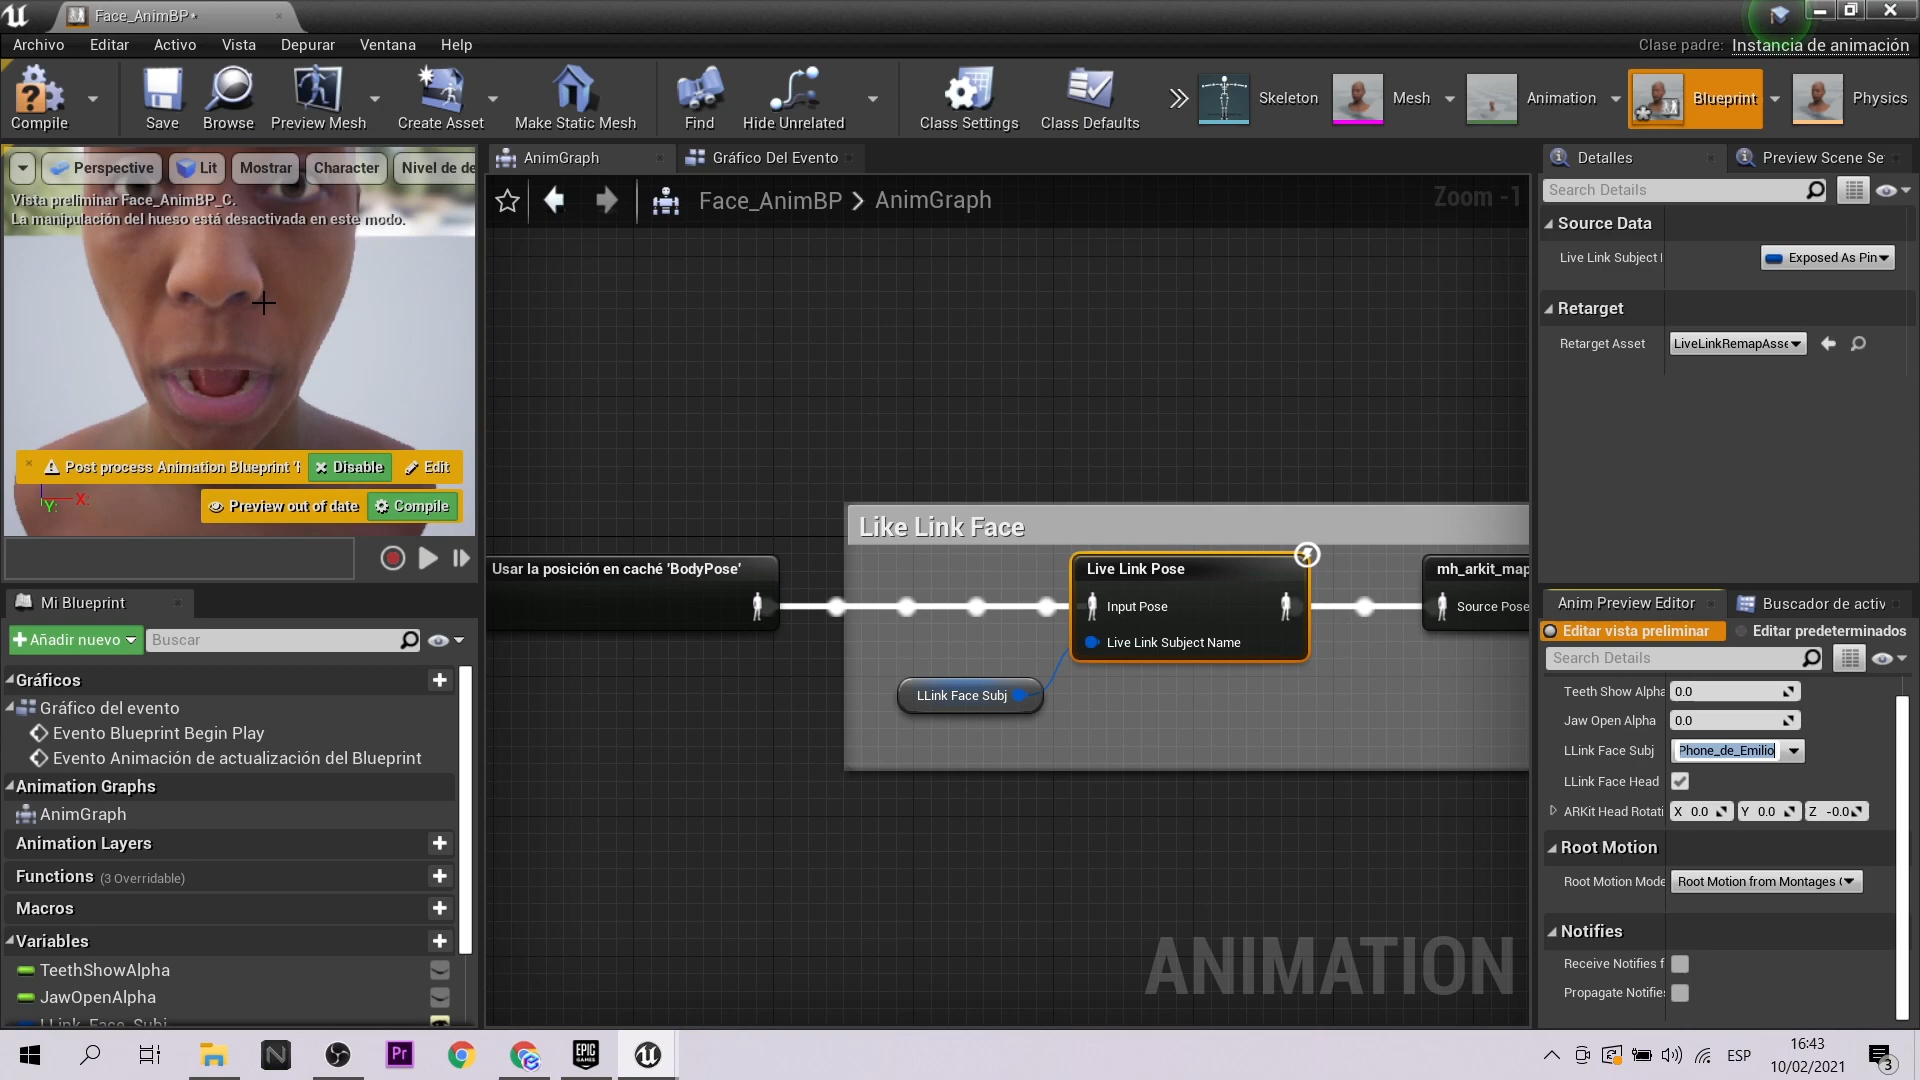 Face_AnimBP*
Archivo Editar Activo Vista Depurar Ventana Help
Clase padre: Instancia de animación
Compile
Save
Browse
Preview Mesh
Create Asset
Make Static Mesh
Find
Hide Unrelated
Class Settings
Class Defaults
Skeleton
Mesh
Animation
Blueprint
Physics
Perspective
Lit
Mostrar
Character
Nivel de de
Vista preliminar Face_AnimBP_C.
La manipulación del hueso está desactivada en este modo.
Post process Animation Blueprint
Disable
Edit
Preview out of date
Compile
X:
Y:
AnimGraph
Gráfico Del Evento
Face_AnimBP > AnimGraph
Zoom -1
Usar la posición en caché 'BodyPose'
Like Link Face
Live Link Pose
Input Pose
Live Link Subject Name
LLink Face Subj
mh_arkit_map
Source Pose
ANIMATION
Mi Blueprint
Añadir nuevo
Buscar
Gráficos
Gráfico del evento
Evento Blueprint Begin Play
Evento Animación de actualización del Blueprint
Animation Graphs
AnimGraph
Animation Layers
Functions (3 Overridable)
Macros
Variables
TeethShowAlpha
JawOpenAlpha
Detalles
Preview Scene Se
Search Details
Source Data
Live Link Subject
Exposed As Pin
Retarget
Retarget Asset
LiveLinkRemapAsse
Anim Preview Editor
Buscador de activ
Editar vista preliminar
Editar predeterminados
Search Details
Teeth Show Alpha 0.0
Jaw Open Alpha 0.0
LLink Face Subj Phone_de_Emilio
LLink Face Head
ARKit Head Rotati X 0.0 Y 0.0 Z -0.0
Root Motion
Root Motion Mode Root Motion from Montages
Notifies
Receive Notifies f
Propagate Notifie
N
Pr
EPIC
GAMES
ESP
16:43
10/02/2021
3